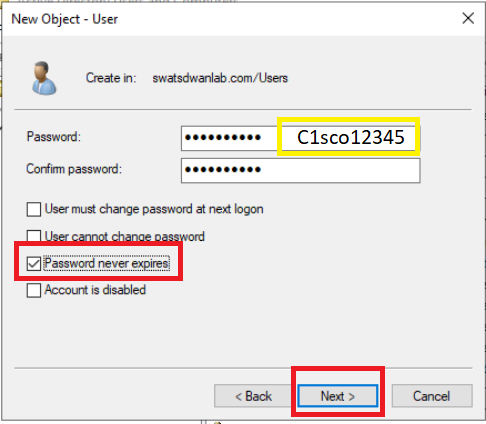 New Object - User
Create in: swatsdwanlab.com/Users
Password: •••••••••• C1sco12345
Confirm password: ••••••••••
User must change password at next logon
User cannot change password
Password never expires
Account is disabled
< Back Next > Cancel